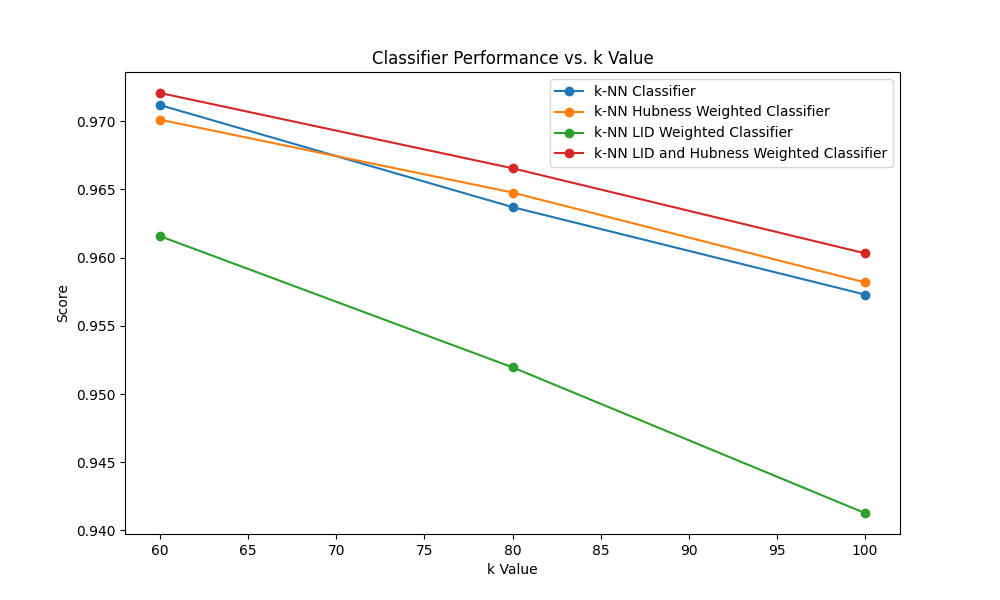 Classifier Performance vs. k Value
k-NN Classifier
k-NN Hubness Weighted Classifier
k-NN LID Weighted Classifier
k-NN LID and Hubness Weighted Classifier
Score
0.970
0.965
0.960
0.955
0.950
0.945
0.940
60 65 70 75 80 85 90 95 100
k Value